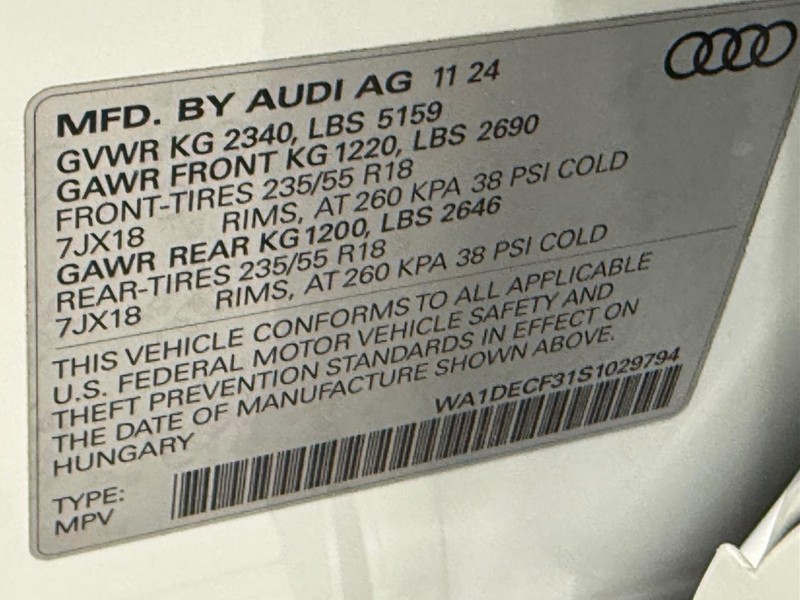 MFD. BY AUDI AG 11 24
GVWR KG 2340, LBS 5159
GAWR FRONT KG 1220, LBS 2690
FRONT-TIRES 235/55 R18
7JX18 RIMS, AT 260 KPA 38 PSI COLD
GAWR REAR KG 1200, LBS 2646
REAR-TIRES 235/55 R18
7JX18 RIMS, AT 260 KPA 38 PSI COLD
THIS VEHICLE CONFORMS TO ALL APPLICABLE
U.S. FEDERAL MOTOR VEHICLE SAFETY AND
THEFT PREVENTION STANDARDS IN EFFECT ON
THE DATE OF MANUFACTURE SHOWN ABOVE.
HUNGARY WA1DECF31S1029794
TYPE:
MPV